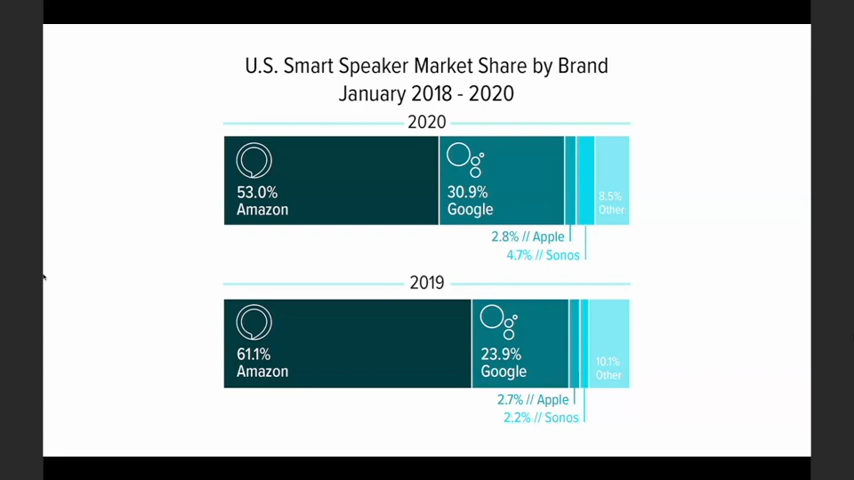 U.S. Smart Speaker Market Share by Brand
January 2018 - 2020
2020
53.0%
Amazon
30.9%
Google
8.5%
Other
2.8% // Apple
4.7% // Sonos
2019
61.1%
Amazon
23.9%
Google
10.1%
Other
2.7% // Apple
2.2% // Sonos